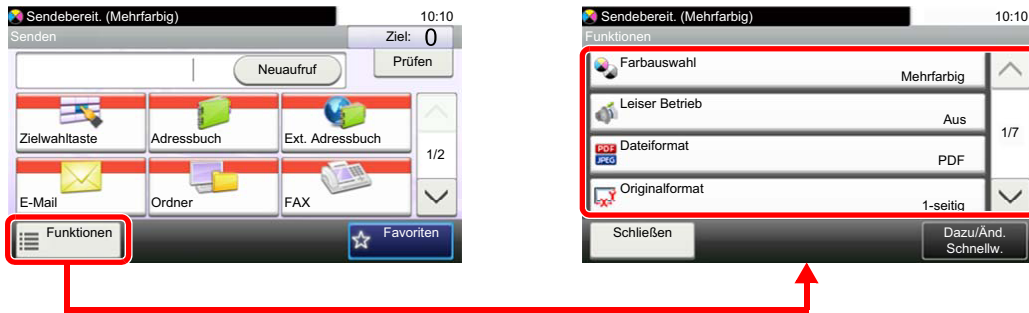 Sendebereit. (Mehrfarbig) 10:10
Senden Ziel: 0
Neuaufruf Prüfen
Zielwahltaste Adressbuch Ext. Adressbuch
1/2
E-Mail Ordner FAX
Funktionen Favoriten
Sendebereit. (Mehrfarbig) 10:10
Funktionen
Farbauswahl
Mehrfarbig
Leiser Betrieb
Aus
1/7
PDF
JPEG
Dateiformat
PDF
Originalformat
1-seitig
Schließen Dazu/Änd.
Schnellw.